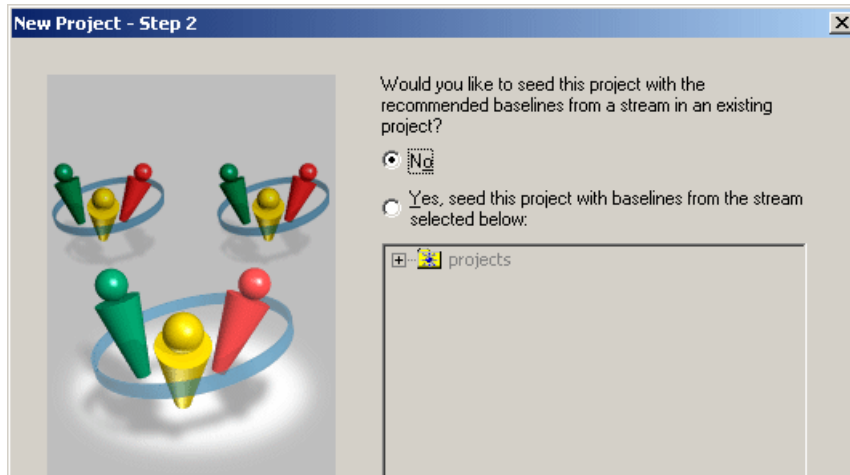 New Project - Step 2
Would you like to seed this project with the
recommended baselines from a stream in an existing
project?
No
Yes, seed this project with baselines from the stream
selected below:
projects